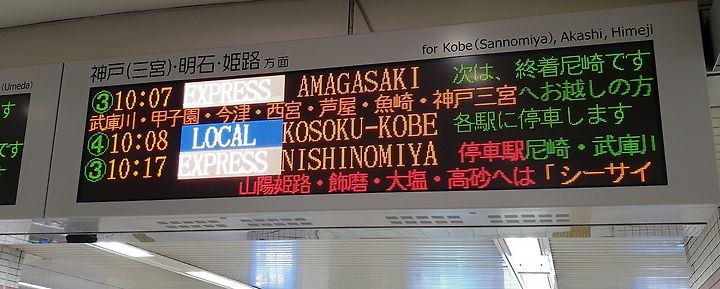 神戸(三宮)・明石・姫路 方面
for Kobe(Sannomiya), Akashi, Himeji
(Umeda)
③10:07 EXPRESS AMAGASAKI 次は、終着尼崎です
武庫川・甲子園・今津・西宮・芦屋・魚崎・神戸三宮へお越しの方
④10:08 LOCAL KOSOKU-KOBE 各駅に停車します
③10:17 EXPRESS NISHINOMIYA 停車駅尼崎・武庫川
山陽姫路・飾磨・大塩・高砂へは「シーサイ